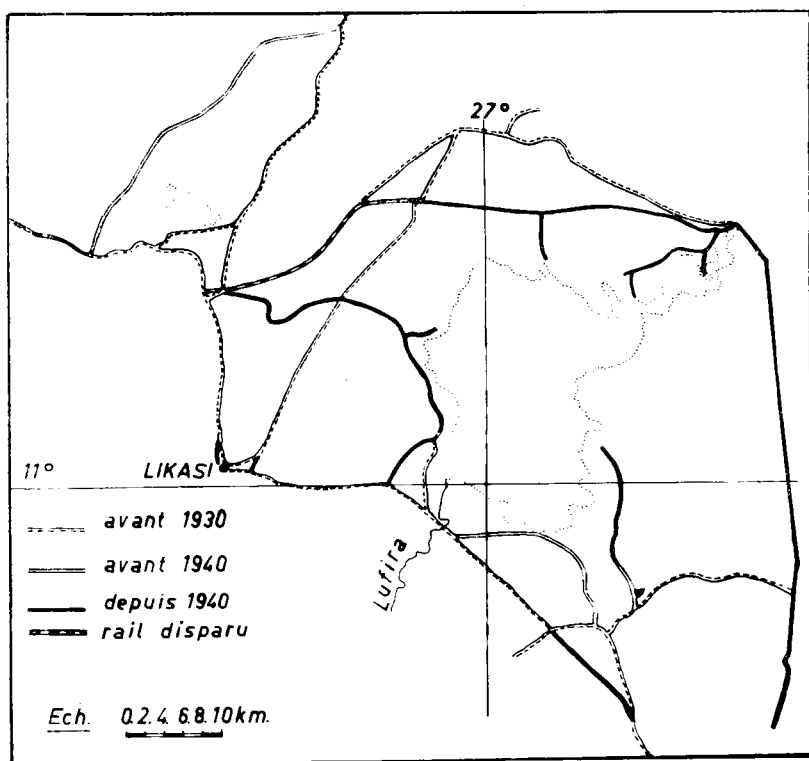 27°
11°
LIKASI
Lufira
avant 1930
avant 1940
depuis 1940
rail disparu
Ech. 0.2.4. 6.8.10 km.